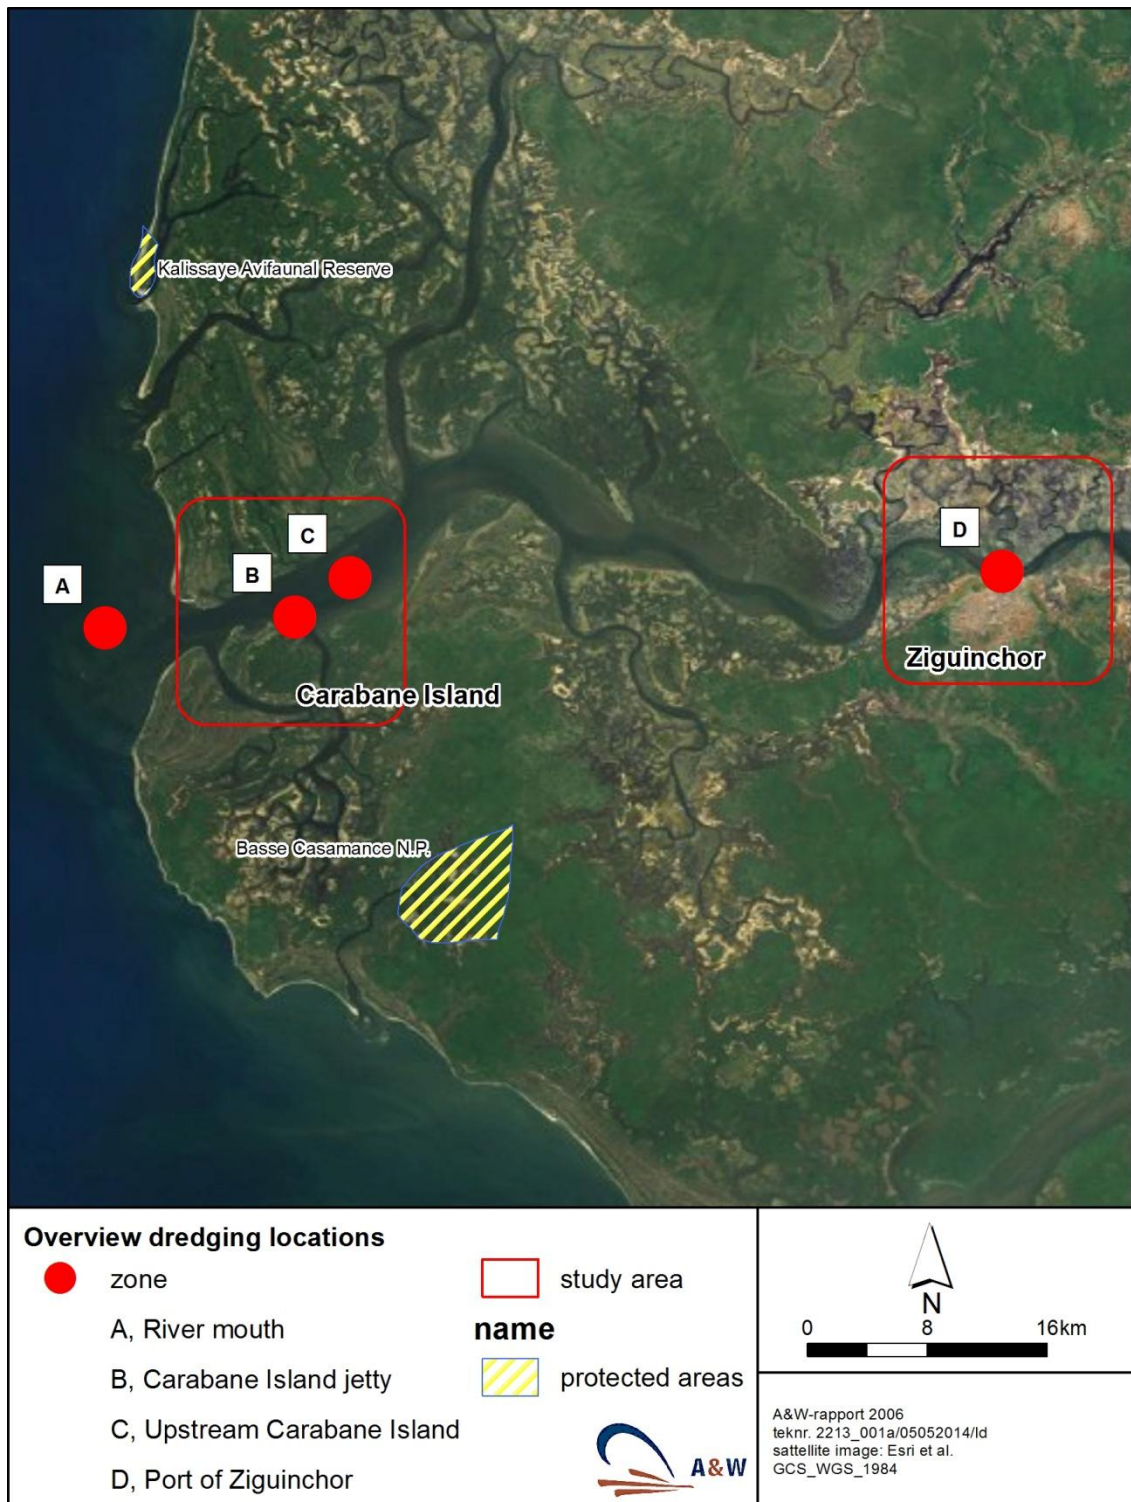 Kalissaye Avifaunal Reserve
C
D
B
A
Ziguinchor
Carabane Island
Basse Casamance N.P.
Overview dredging locations
zone
A, River mouth
B, Carabane Island jetty
C, Upstream Carabane Island
D, Port of Ziguinchor
study area
name
protected areas
A&W
N
0 8 16km
A&W-rapport 2006
teknr. 2213_001a/05052014/ld
sattellite image: Esri et al.
GCS_WGS_1984